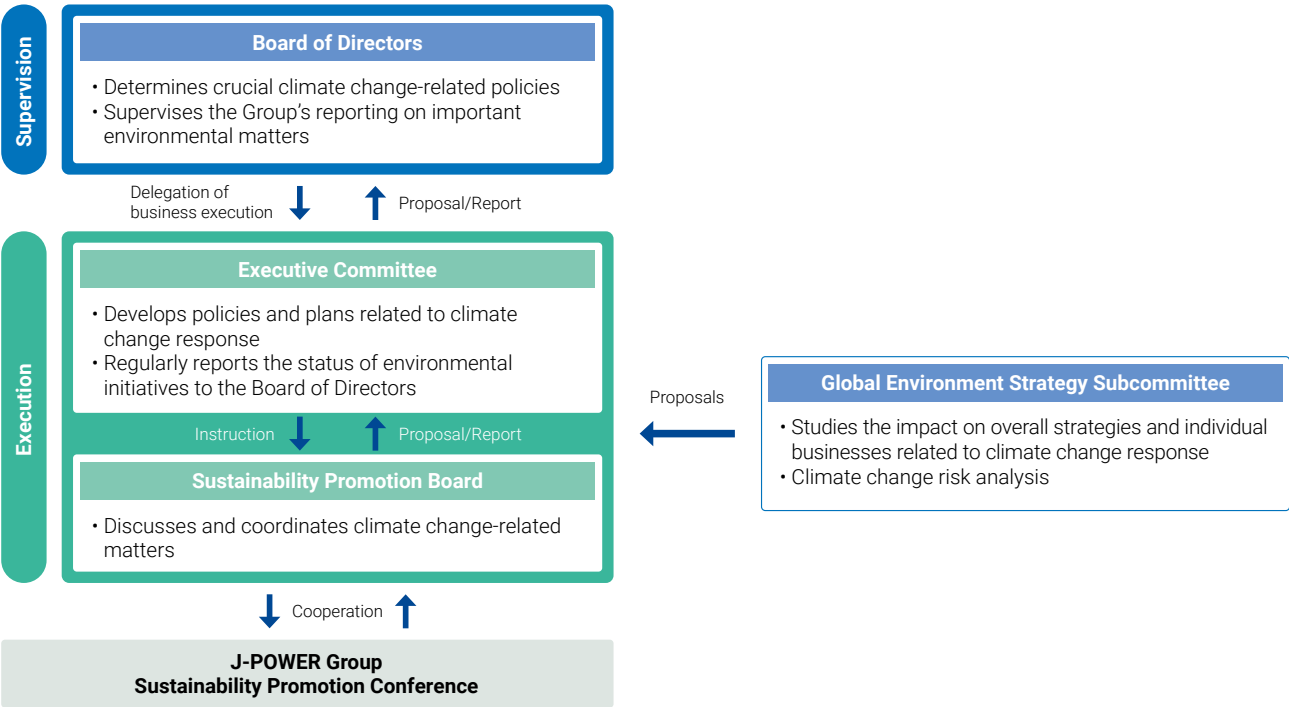 Supervision
Board of Directors
• Determines crucial climate change-related policies
• Supervises the Group’s reporting on important
environmental matters
Delegation of
business execution
Proposal/Report
Execution
Executive Committee
• Develops policies and plans related to climate
change response
• Regularly reports the status of environmental
initiatives to the Board of Directors
Instruction
Proposal/Report
Sustainability Promotion Board
• Discusses and coordinates climate change-related
matters
Proposals
Global Environment Strategy Subcommittee
• Studies the impact on overall strategies and individual
businesses related to climate change response
• Climate change risk analysis
Cooperation
J-POWER Group
Sustainability Promotion Conference